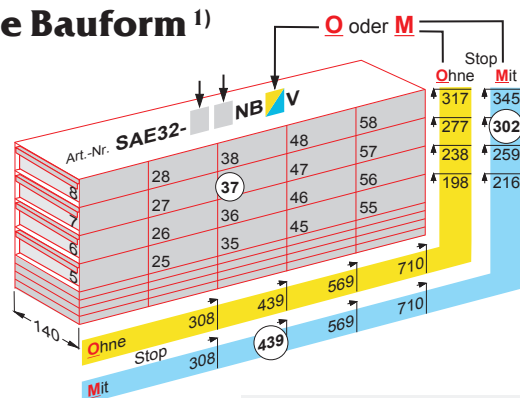 e Bauform 1)
O oder M
Stop
Ohne Mit
317 345
277 302
238 259
198 216
Art.-Nr. SAE32- NB V
28 38 48 58
27 37 47 57
26 36 46 56
25 35 45 55
8
7
6
5
140
Ohne 308 439 569 710
Stop
Mit 308 439 569 710